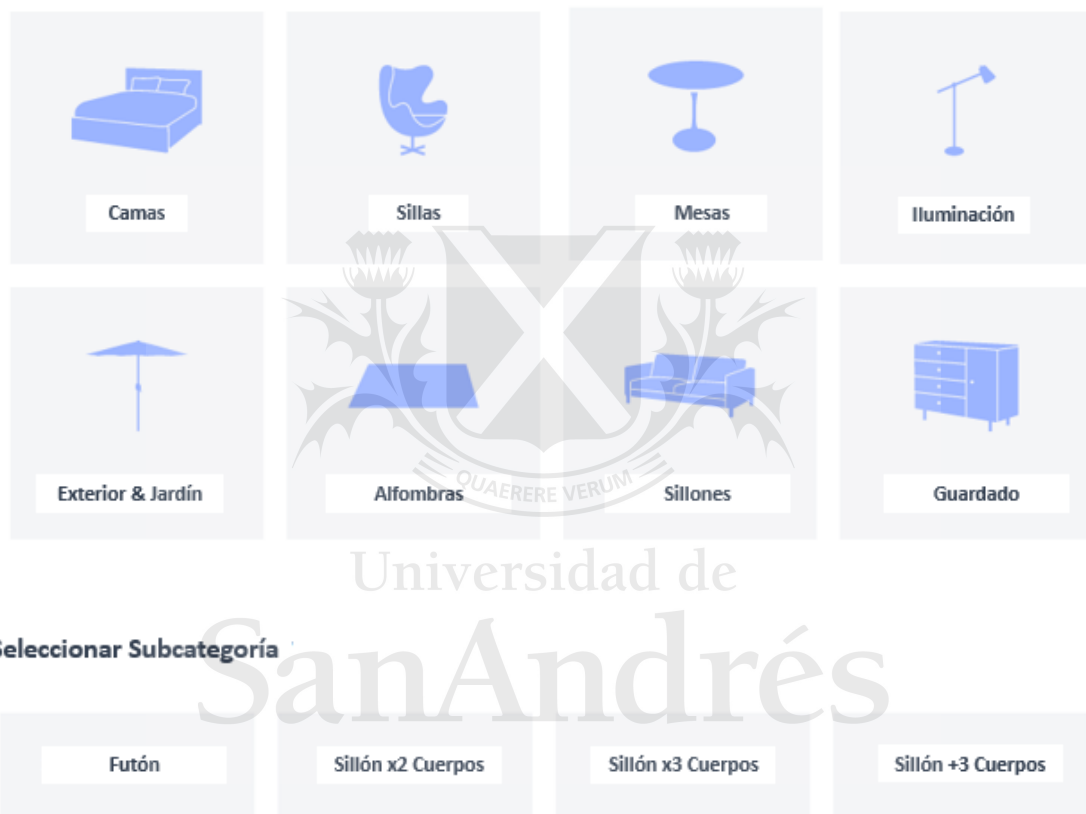 Camas
Sillas
Mesas
Iluminación
Exterior & Jardín
Alfombras
Sillones
Guardado
QUAERERE VERUM
Universidad de
SanAndrés
Seleccionar Subcategoría
Futón
Sillón x2 Cuerpos
Sillón x3 Cuerpos
Sillón +3 Cuerpos